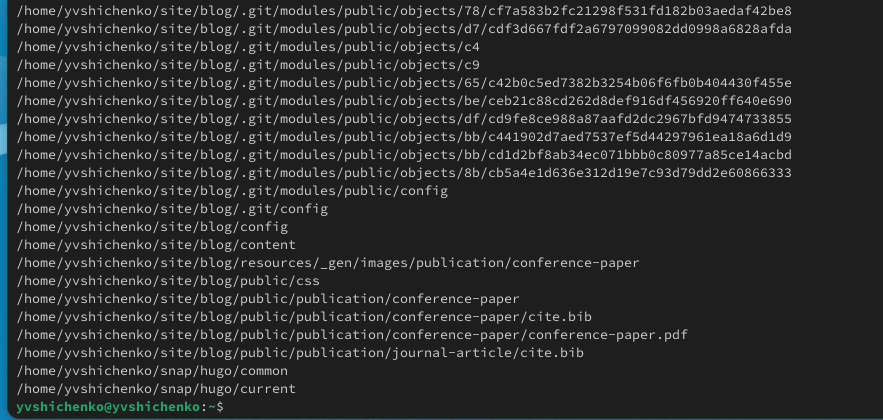 /home/yvshichenko/site/blog/.git/modules/public/objects/78/cf7a583b2fc21298f531fd182b03aedaf42be8
/home/yvshichenko/site/blog/.git/modules/public/objects/d7/cdf3d667fdf2a6797099082dd0998a6828afda
/home/yvshichenko/site/blog/.git/modules/public/objects/c4
/home/yvshichenko/site/blog/.git/modules/public/objects/c9
/home/yvshichenko/site/blog/.git/modules/public/objects/65/c42b0c5ed7382b3254b06f6fb0b404430f455e
/home/yvshichenko/site/blog/.git/modules/public/objects/be/ceb21c88cd262d8def916df456920ff640e690
/home/yvshichenko/site/blog/.git/modules/public/objects/df/cd9fe8ce988a87aafd2dc2967bfd9474733855
/home/yvshichenko/site/blog/.git/modules/public/objects/bb/c441902d7aed7537ef5d44297961ea18a6d1d9
/home/yvshichenko/site/blog/.git/modules/public/objects/bb/cd1d2bf8ab34ec071bbb0c80977a85ce14acbd
/home/yvshichenko/site/blog/.git/modules/public/objects/8b/cb5a4e1d636e312d19e7c93d79dd2e60866333
/home/yvshichenko/site/blog/.git/modules/public/config
/home/yvshichenko/site/blog/.git/config
/home/yvshichenko/site/blog/config
/home/yvshichenko/site/blog/content
/home/yvshichenko/site/blog/resources/_gen/images/publication/conference-paper
/home/yvshichenko/site/blog/public/css
/home/yvshichenko/site/blog/public/publication/conference-paper
/home/yvshichenko/site/blog/public/publication/conference-paper/cite.bib
/home/yvshichenko/site/blog/public/publication/conference-paper/conference-paper.pdf
/home/yvshichenko/site/blog/public/publication/journal-article/cite.bib
/home/yvshichenko/snap/hugo/common
/home/yvshichenko/snap/hugo/current
yvshichenko@yvshichenko:~$